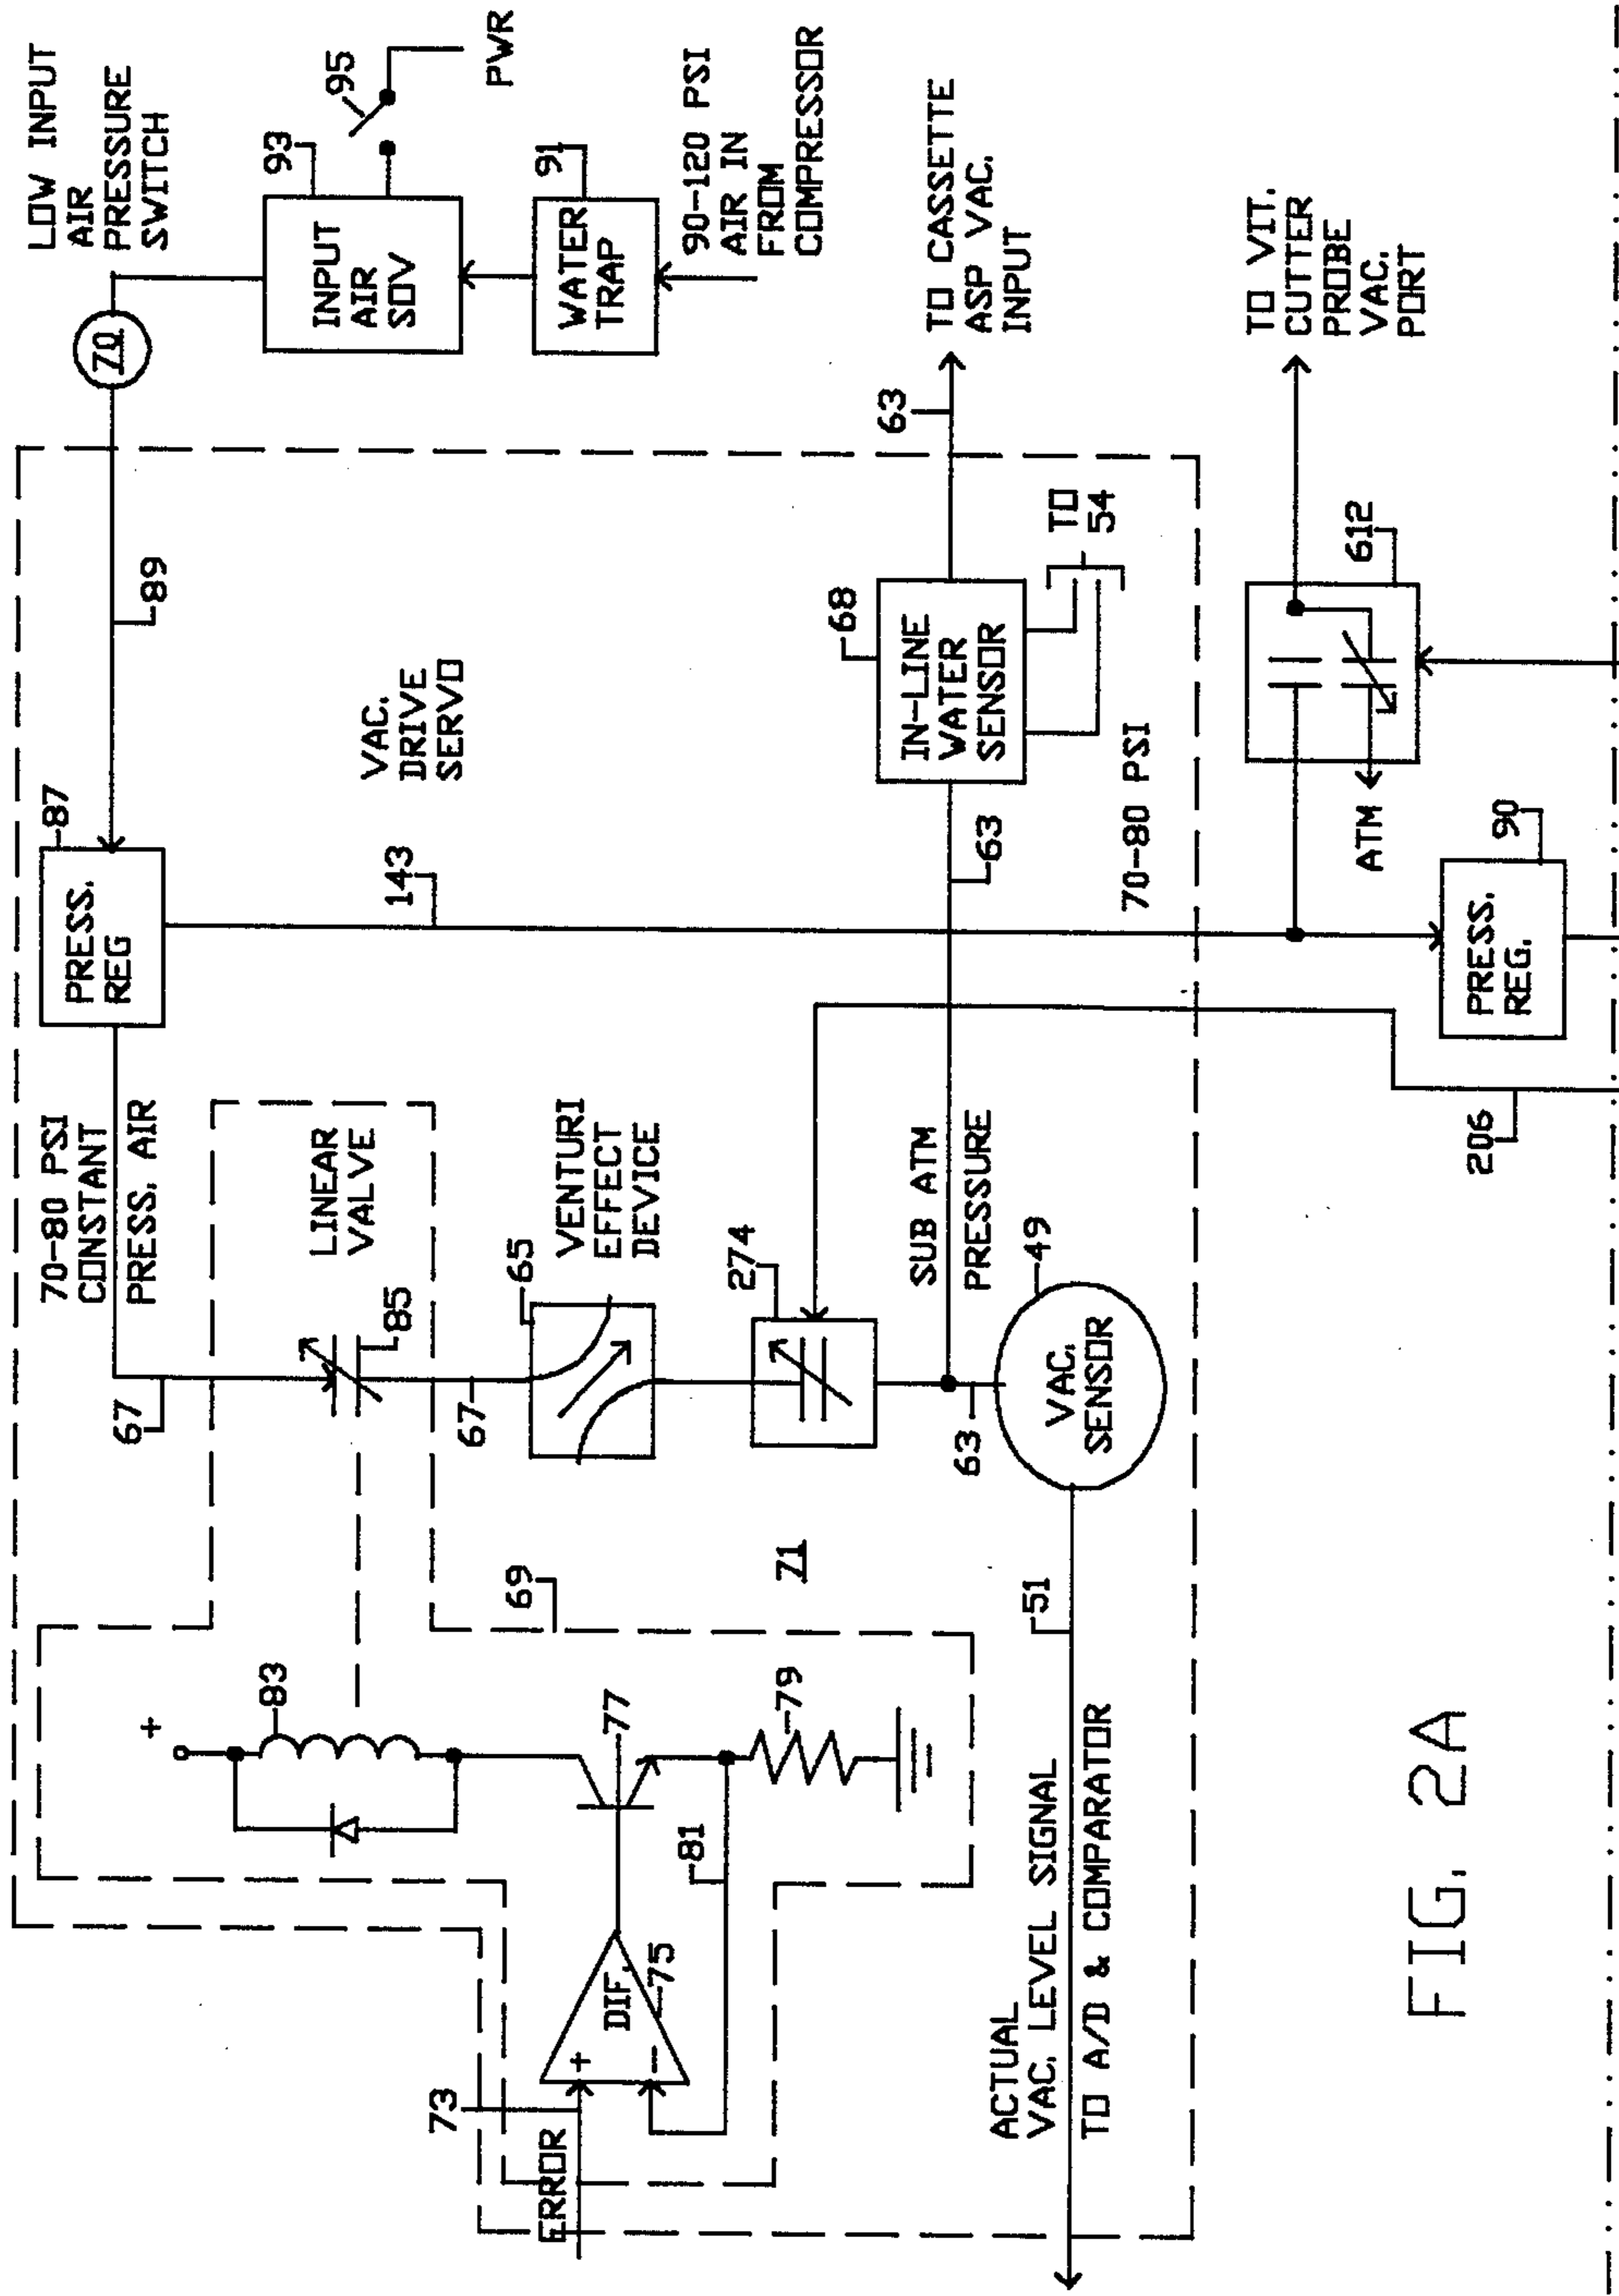 LOW INPUT
AIR
PRESSURE
SWITCH
70
95
PWR
93
INPUT
AIR
SOV
91
WATER
TRAP
90-120 PSI
AIR IN
FROM
COMPRESSOR
87
PRESS.
REG
89
70-80 PSI
CONSTANT
PRESS. AIR
143
VAC.
DRIVE
SERVO
67
LINEAR
VALVE
85
67
65
VENTURI
EFFECT
DEVICE
274
SUB ATM
PRESSURE
63
VAC.
SENSOR
49
63
68
IN-LINE
WATER
SENSOR
TO
54
63
TO CASSETTE
ASP VAC.
INPUT
70-80 PSI
612
ATM
TO VIT.
CUTTER
PROBE
VAC.
PORT
90
PRESS.
REG.
206
+
83
77
79
81
69
71
73
ERROR
+
-
DIF.
75
51
ACTUAL
VAC. LEVEL SIGNAL
TO A/D & COMPARATOR
FIG. 2A